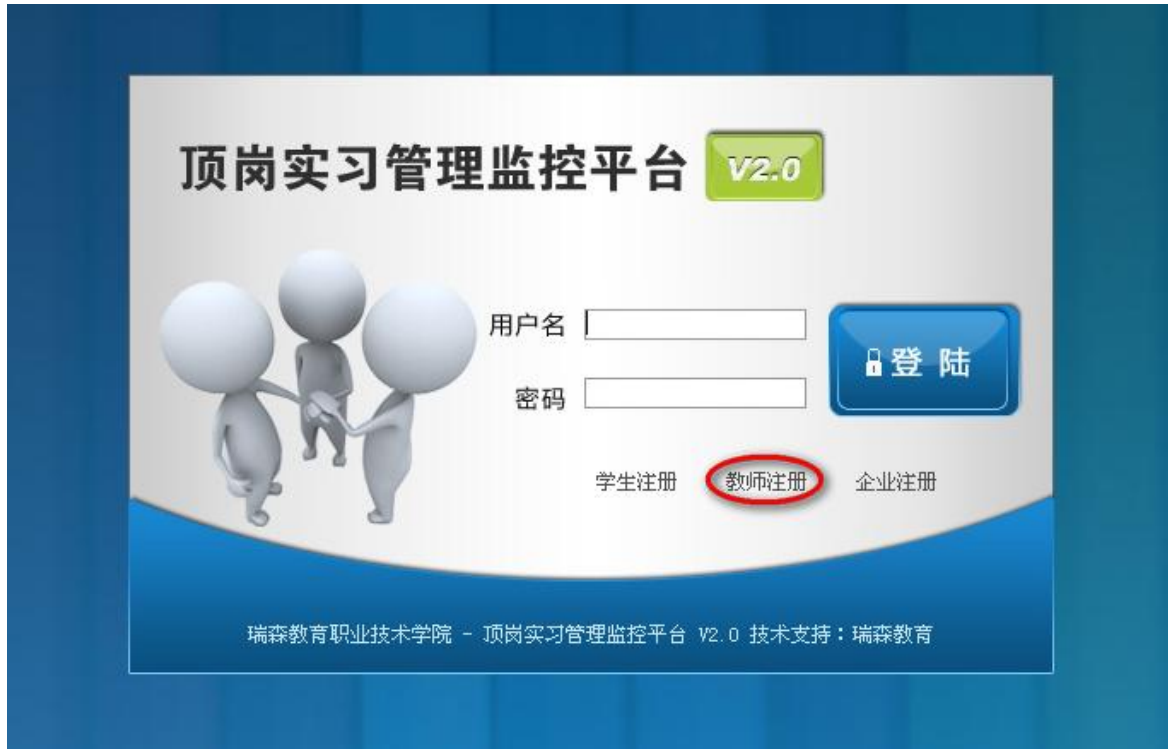 顶岗实习管理监控平台 V2.0
用户名
登 陆
密码
学生注册 教师注册 企业注册
瑞森教育职业技术学院 - 顶岗实习管理监控平台 V2.0 技术支持：瑞森教育